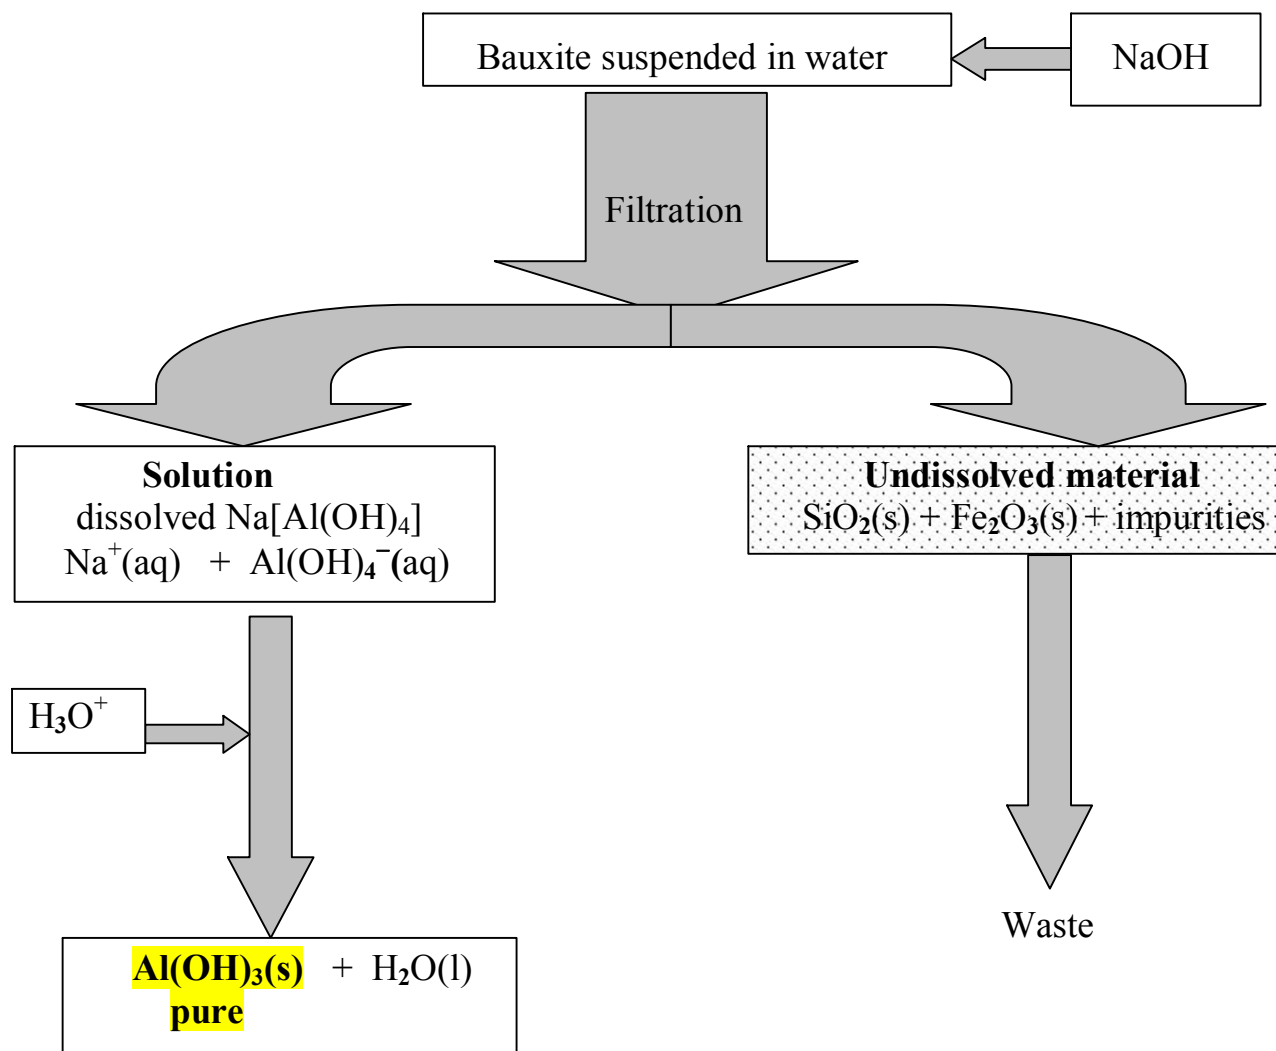 Bauxite suspended in water
NaOH
Filtration
Solution
dissolved Na[Al(OH)₄]
Na⁺(aq) + Al(OH)₄⁻(aq)
Undissolved material
SiO₂(s) + Fe₂O₃(s) + impurities
H₃O⁺
Waste
Al(OH)₃(s) + H₂O(l)
pure